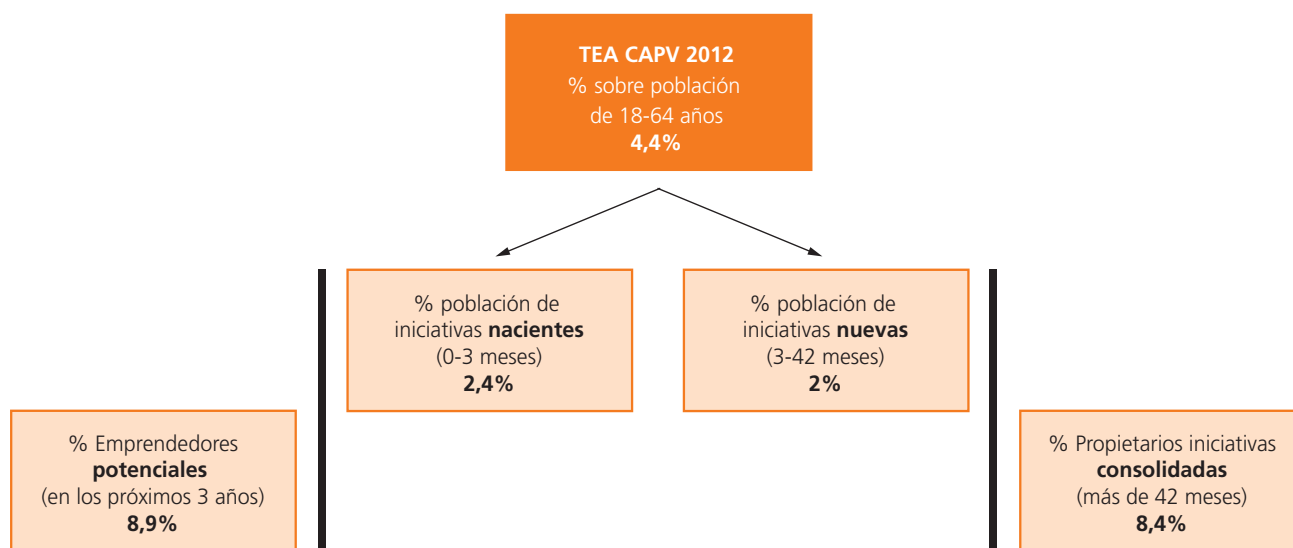 TEA CAPV 2012
% sobre población
de 18-64 años
4,4%
% población de
iniciativas nacientes
(0-3 meses)
2,4%
% población de
iniciativas nuevas
(3-42 meses)
2%
% Emprendedores
potenciales
(en los próximos 3 años)
8,9%
% Propietarios iniciativas
consolidadas
(más de 42 meses)
8,4%